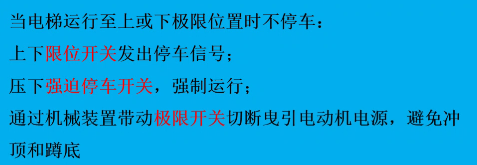 当电梯运行至上或下极限位置时不停车：
上下限位开关发出停车信号；
压下强迫停车开关，强制运行；
通过机械装置带动极限开关切断曳引电动机电源，避免冲
顶和蹲底